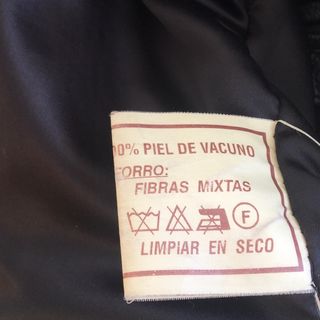 00% PIEL DE VACUNO
FORRO:
FIBRAS MIXTAS
F
LIMPIAR EN SECO